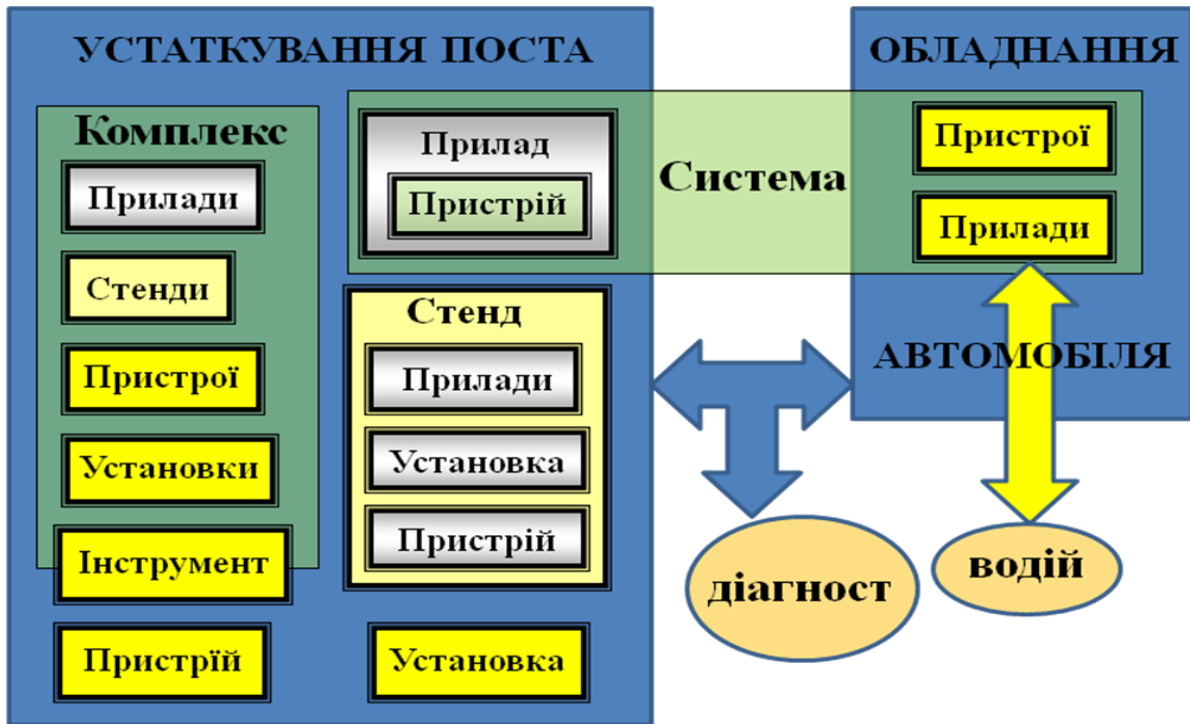 УСТАТКУВАННЯ ПОСТА
Комплекс
Прилади
Стенди
Пристрої
Установки
Інструмент
Пристрїй
Прилад
Пристрій
Стенд
Прилади
Установка
Пристрій
Установка
Система
ОБЛАДНАННЯ
Пристрої
Прилади
АВТОМОБІЛЯ
діагност
водій